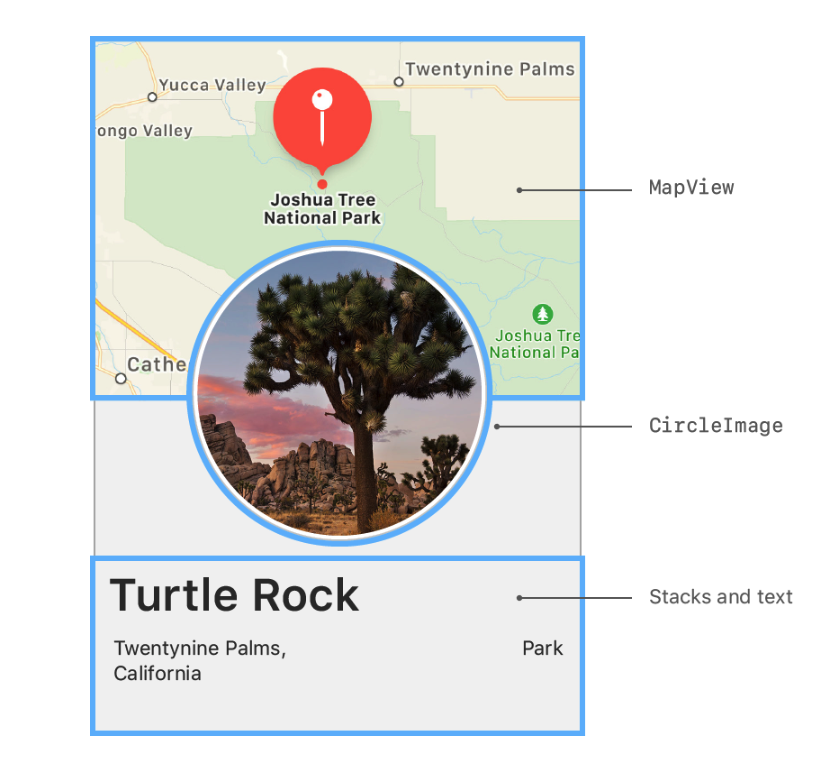 Twentynine Palms
Yucca Valley
ongo Valley
MapView
Joshua Tree
National Park
Joshua Tre
National Pa
Cathe
CircleImage
Turtle Rock
Stacks and text
Twentynine Palms,
California
Park